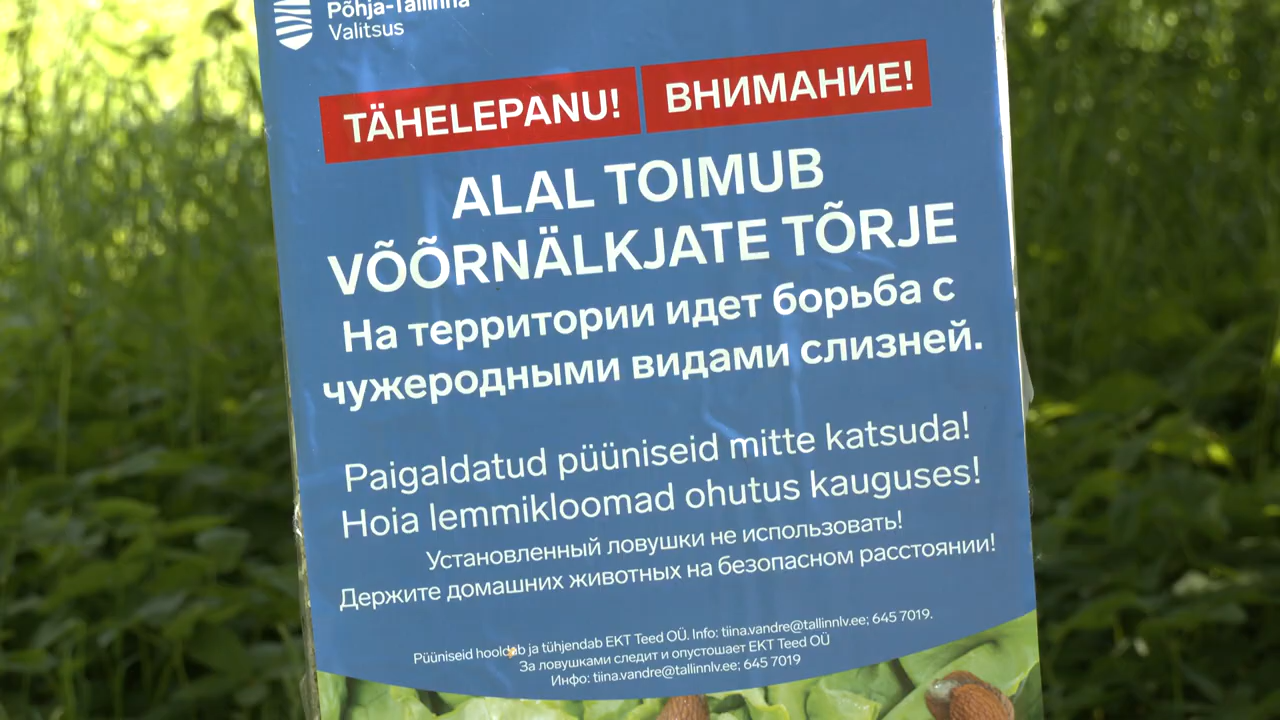 Põhja-Tallinna
Valitsus
TÄHELEPANU! ВНИМАНИЕ!
ALAL TOIMUB
VÕÕRNÄLKJATE TÕRJE
На территории идет борьба с
чужеродными видами слизней.
Paigaldatud püüniseid mitte katsuda!
Hoia lemmikloomad ohutus kauguses!
Установленный ловушки не использовать!
Держите домашних животных на безопасном расстоянии!
Püüniseid hooldab ja tühjendab EKT Teed OÜ. Info: tiina.vandre@tallinnlv.ee; 645 7019.
За ловушками следит и опустошает EKT Teed OÜ
Инфо: tiina.vandre@tallinnlv.ee; 645 7019